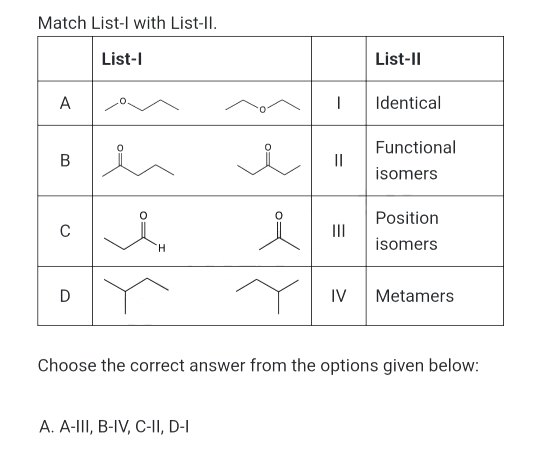 Match List-I with List-II.
List-I List-II
A O O I Identical
B O O II Functional isomers
C O H O III Position isomers
D IV Metamers
Choose the correct answer from the options given below:
A. A-III, B-IV, C-II, D-I